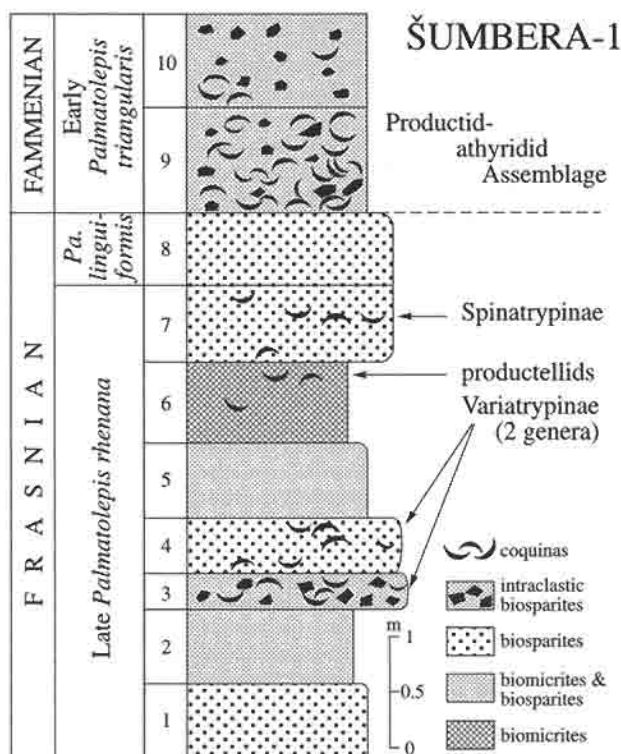 ŠUMBERA-1
FAMMENIAN
Early
Palmatolepis
triangularis
10
9
Productid-
athyridid
Assemblage
FRASNIAN
Pa.
lingui-
formis
8
Late Palmatolepis rhenana
7
6
5
4
3
2
1
Spinatrypinae
productellids
Variatrypinae
(2 genera)
m
1
0.5
0
coquinas
intraclastic
biosparites
biosparites
biomicrites &
biosparites
biomicrites